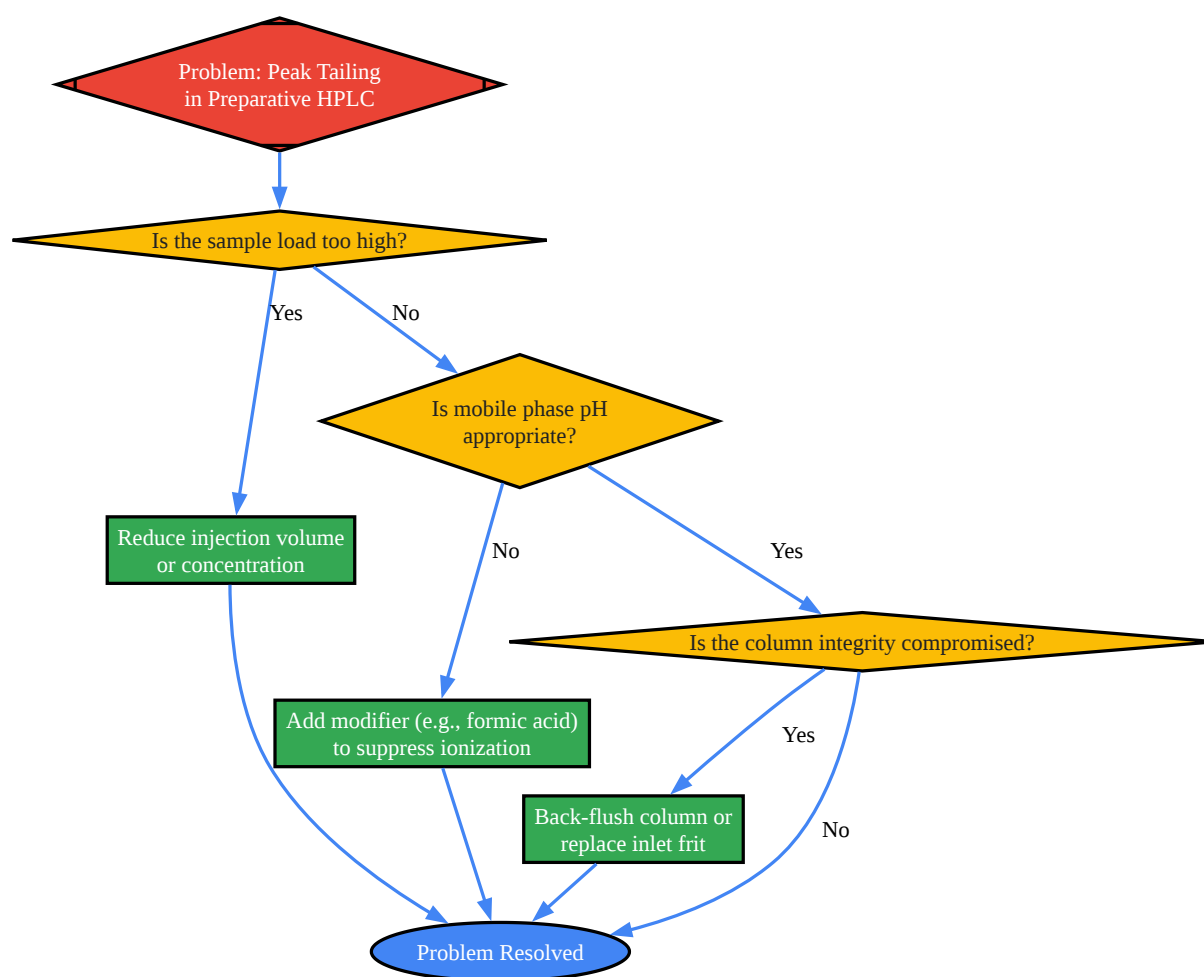 Problem: Peak Tailing
in Preparative HPLC
Is the sample load too high?
Yes
No
Is mobile phase pH
appropriate?
Reduce injection volume
or concentration
No
Yes
Is the column integrity compromised?
Add modifier (e.g., formic acid)
to suppress ionization
Yes
Back-flush column or
replace inlet frit
No
Problem Resolved